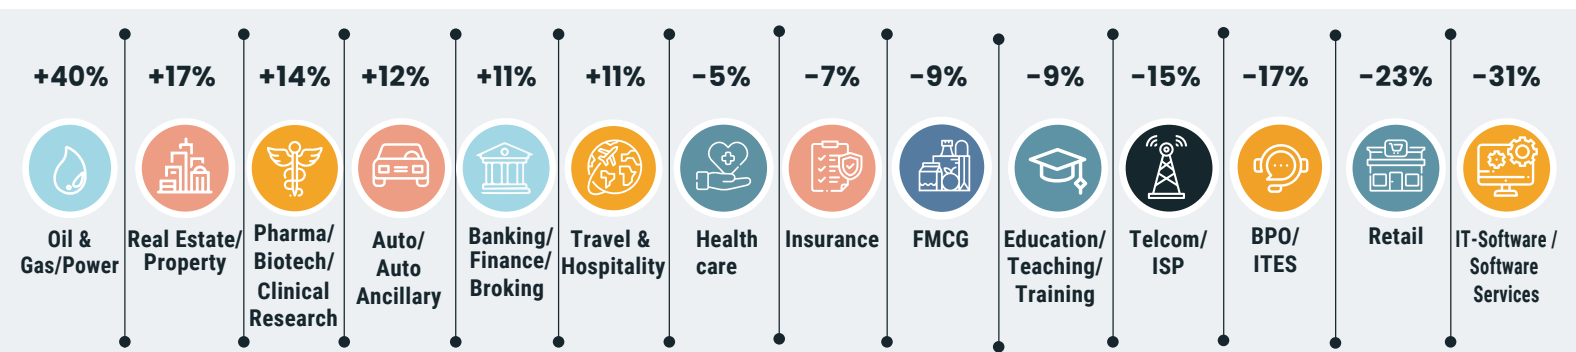 +40%
Oil &
Gas/Power
+17%
Real Estate/
Property
+14%
Pharma/
Biotech/
Clinical
Research
+12%
Auto/
Auto
Ancillary
+11%
Banking/
Finance/
Broking
+11%
Travel &
Hospitality
-5%
Health
care
-7%
Insurance
-9%
FMCG
-9%
Education/
Teaching/
Training
-15%
Telcom/
ISP
-17%
BPO/
ITES
-23%
Retail
-31%
IT-Software /
Software
Services